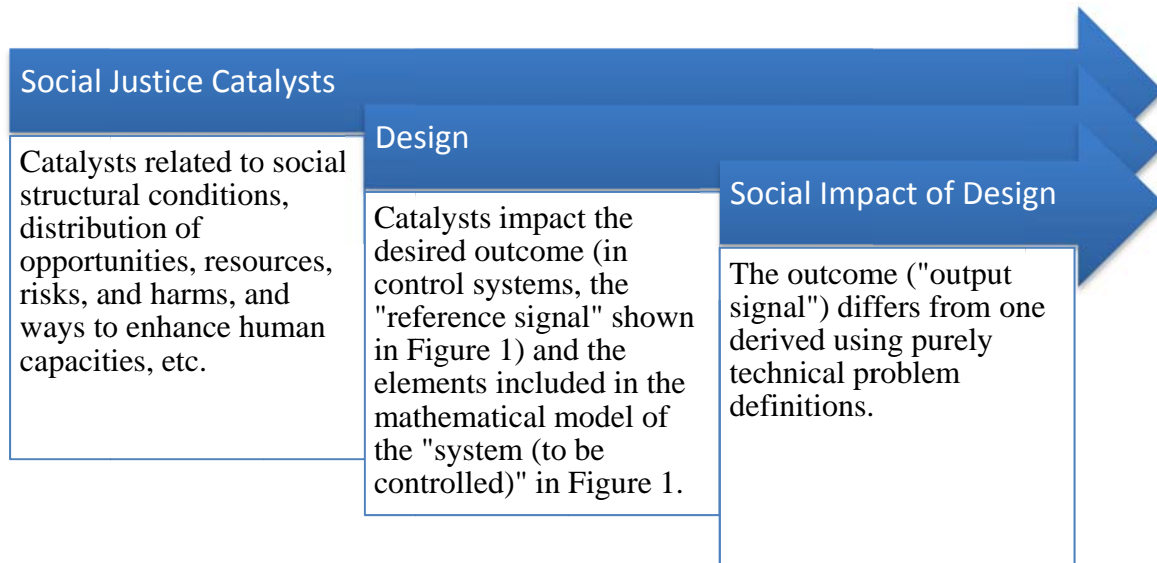 Social Justice Catalysts
Catalysts related to social
structural conditions,
distribution of
opportunities, resources,
risks, and harms, and
ways to enhance human
capacities, etc.
Design
Catalysts impact the
desired outcome (in
control systems, the
"reference signal" shown
in Figure 1) and the
elements included in the
mathematical model of
the "system (to be
controlled)" in Figure 1.
Social Impact of Design
The outcome ("output
signal") differs from one
derived using purely
technical problem
definitions.